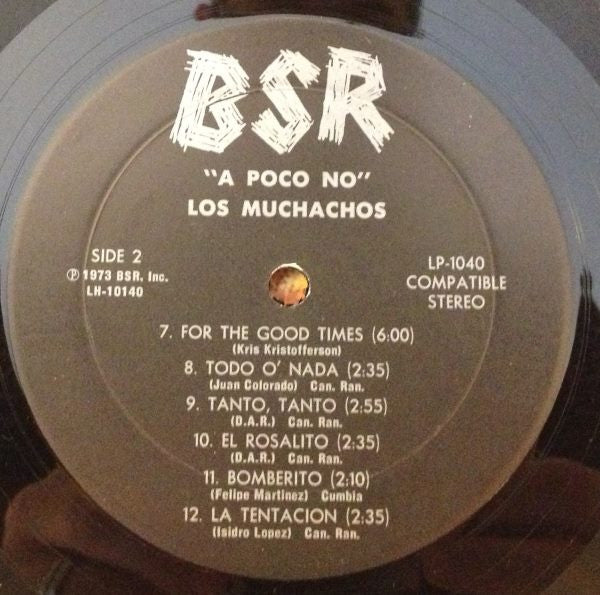 BSR
"A POCO NO"
LOS MUCHACHOS
SIDE 2
℗ 1973 BSR. Inc.
LH-10140
LP-1040
COMPATIBLE
STEREO
7. FOR THE GOOD TIMES (6:00)
(Kris Kristofferson)
8. TODO O' NADA (2:35)
(Juan Colorado) Can. Ran.
9. TANTO, TANTO (2:55)
(D.A.R.) Can. Ran.
10. EL ROSALITO (2:35)
(D.A.R.) Can. Ran.
11. BOMBERITO (2:10)
(Felipe Martinez) Cumbia
12. LA TENTACION (2:35)
(Isidro Lopez) Can. Ran.